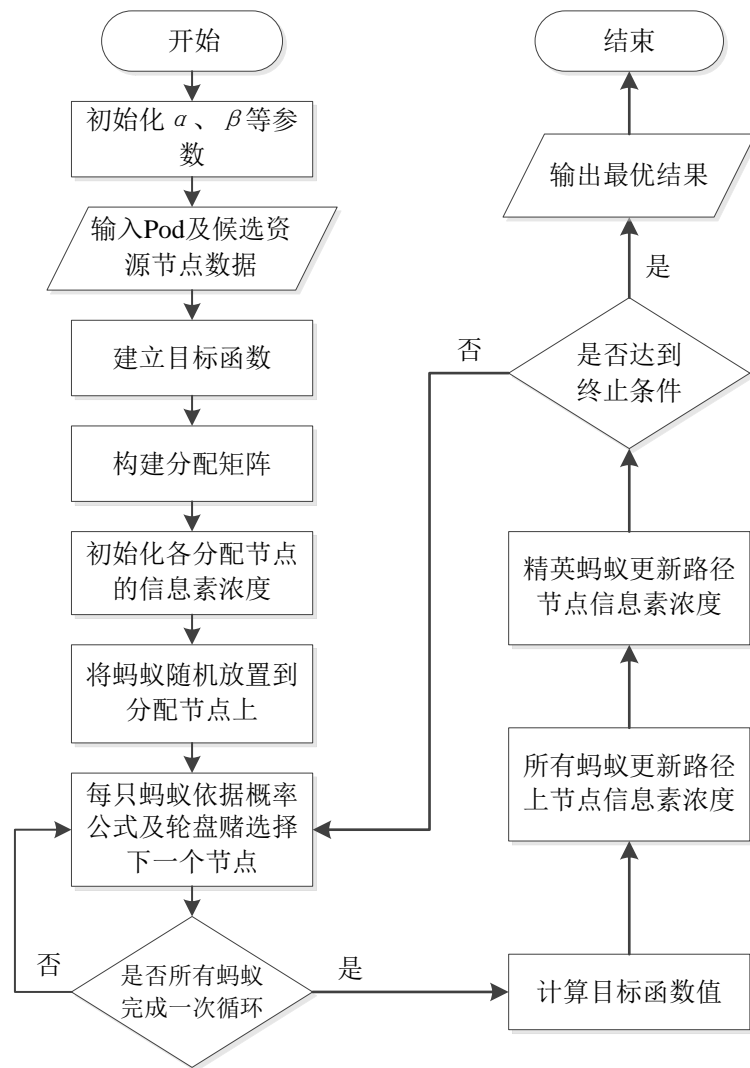 开始
初始化α、β等参
数
输入Pod及候选资
源节点数据
建立目标函数
构建分配矩阵
初始化各分配节点
的信息素浓度
将蚂蚁随机放置到
分配节点上
每只蚂蚁依据概率
公式及轮盘赌选择
下一个节点
否
是否所有蚂蚁
完成一次循环
是
计算目标函数值
所有蚂蚁更新路径
上节点信息素浓度
精英蚂蚁更新路径
节点信息素浓度
否
是否达到
终止条件
是
输出最优结果
结束